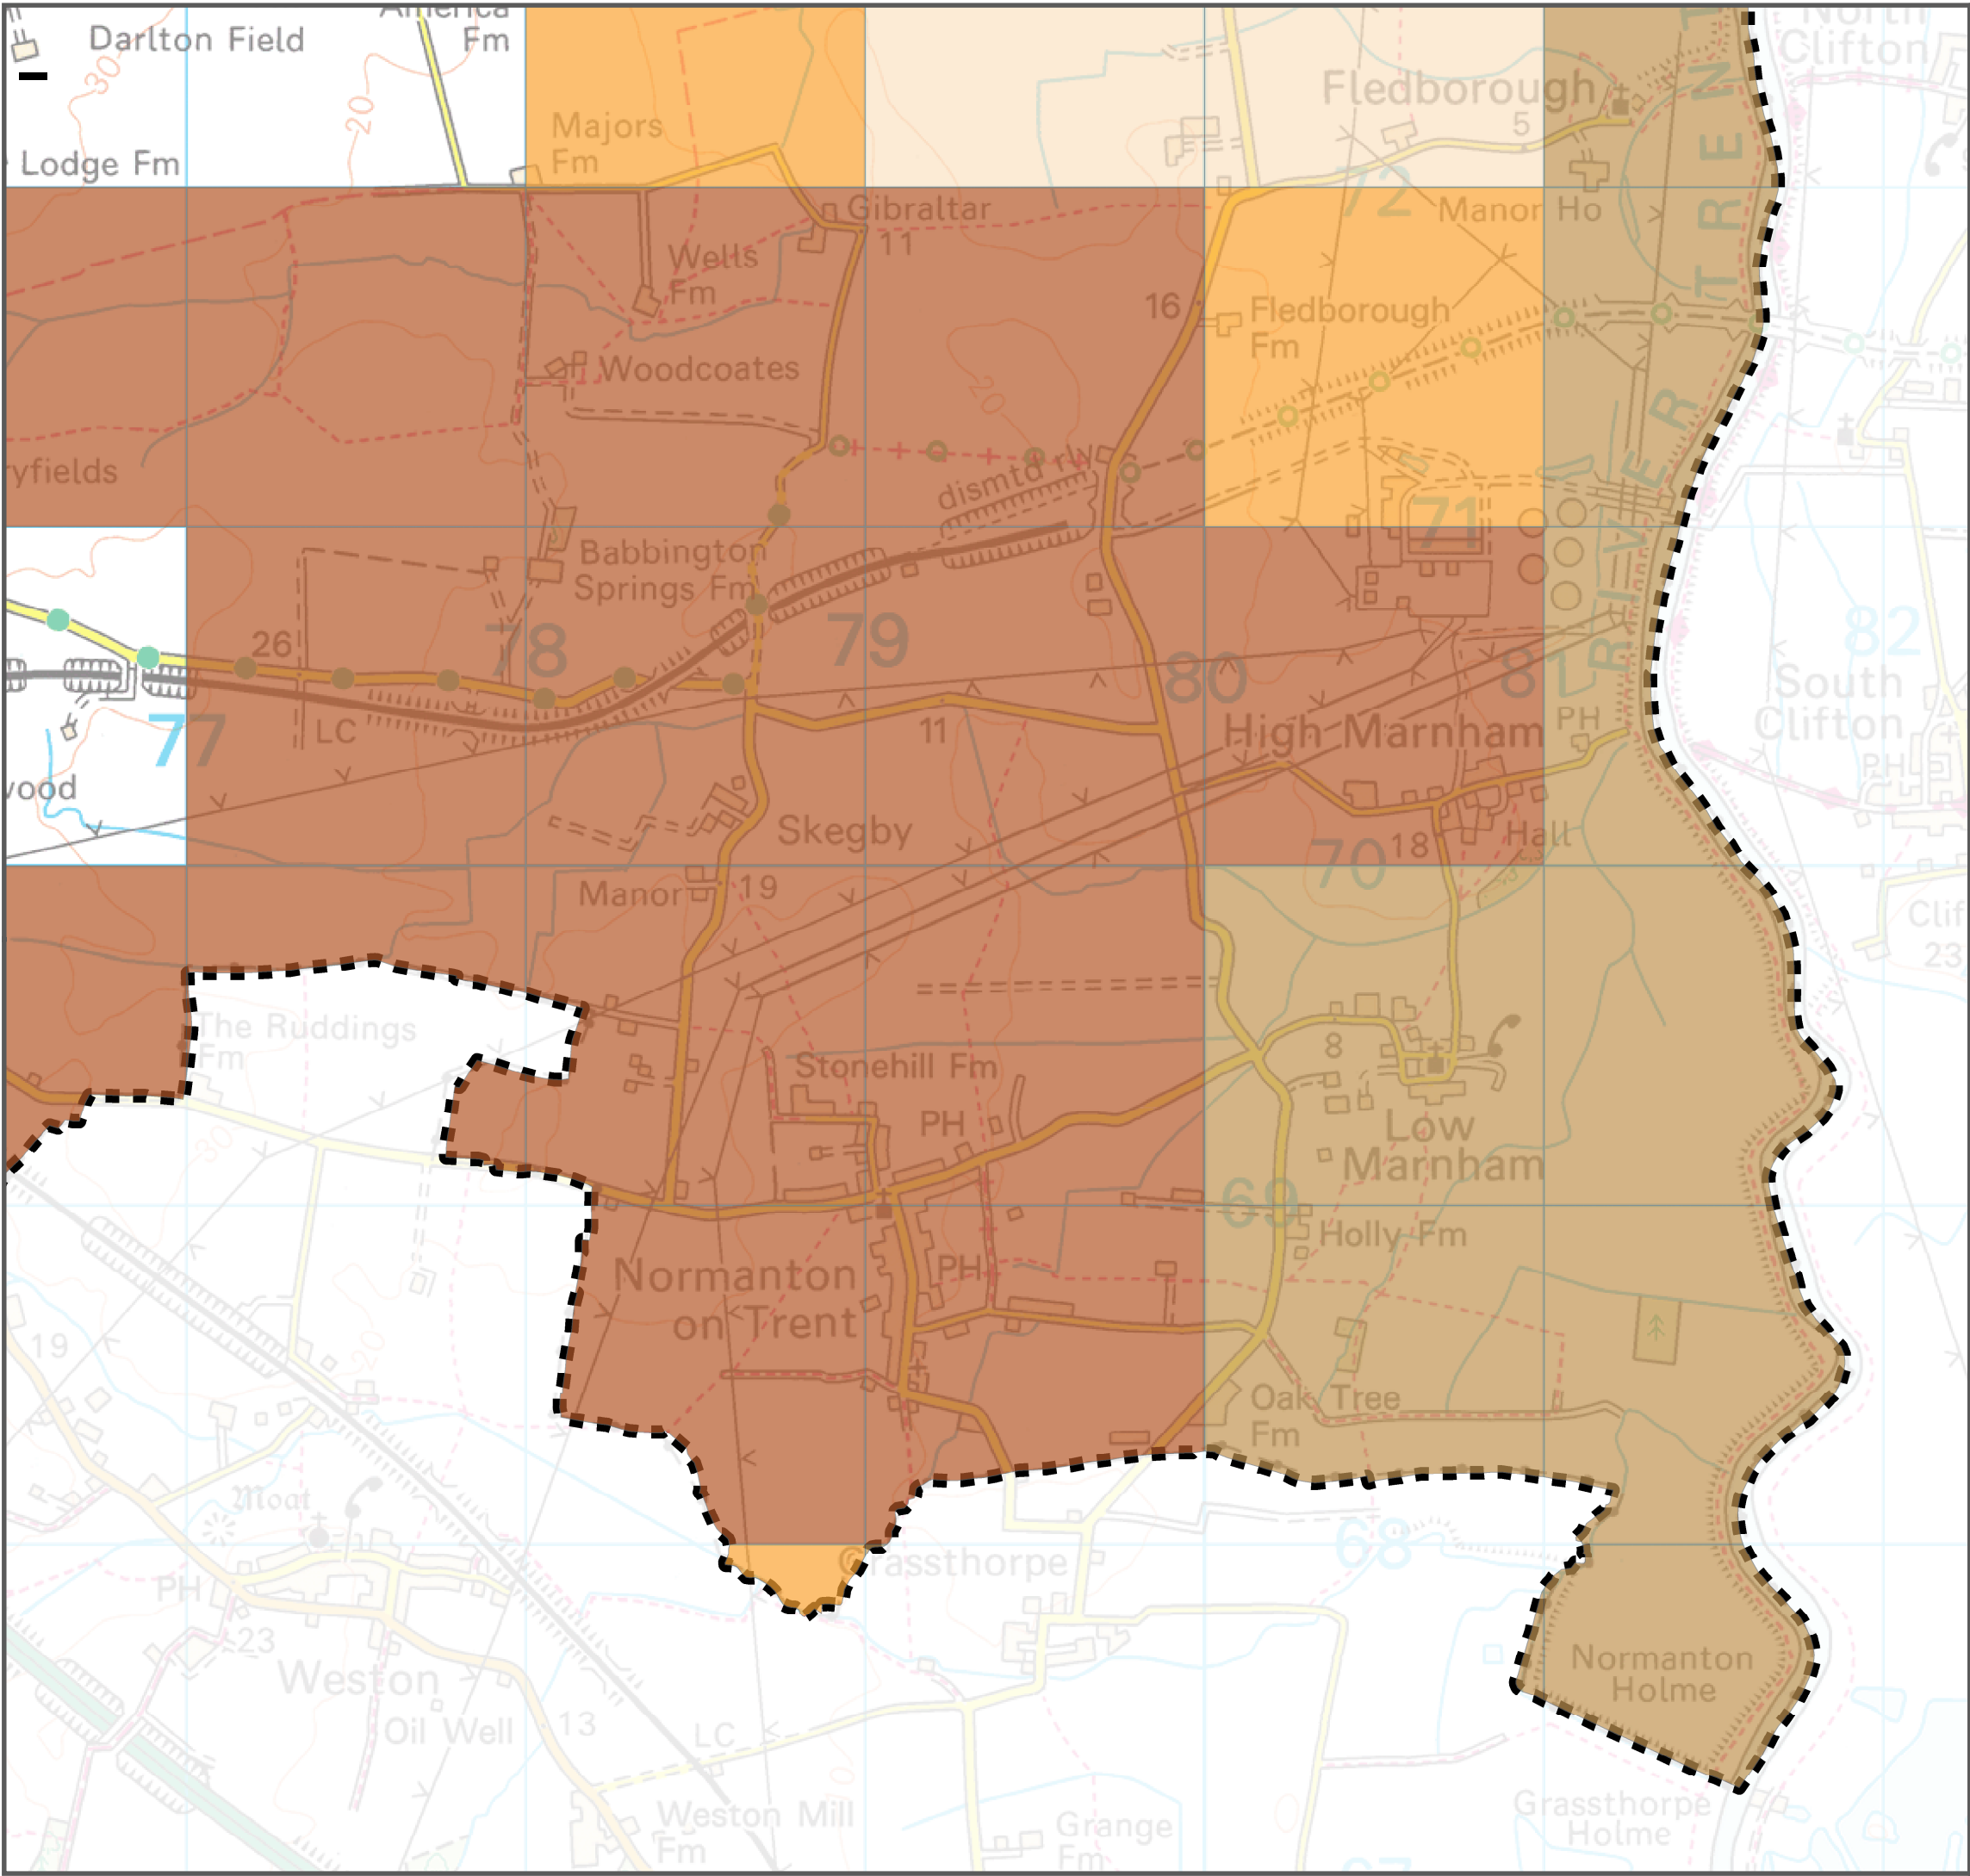 America
Fm
North
Clifton
Darlton Field
30
20
Majors
Fm
Fledborough
5
TRENT
Lodge Fm
72
Manor Ho
Gibraltar
11
Wells
Fm
16
Fledborough
Fm
Woodcoates
20
RIVER
ryfields
dismtd rly
71
Babbington
Springs Fm
26
78
79
80
81
82
LC
77
11
High Marnham
PH
South
Clifton
PH
wood
Skegby
18
Hall
70
Manor
19
Clif
23
The Ruddings
Fm
30
8
Stonehill Fm
PH
Low
Marnham
69
Holly Fm
Normanton
on Trent
PH
19
20
Oak Tree
Fm
Moat
68
Grassthorpe
PH
23
Weston
Normanton
Holme
Oil Well
13
LC
10
Weston Mill
Fm
Grange
Fm
Grassthorpe
Holme
67